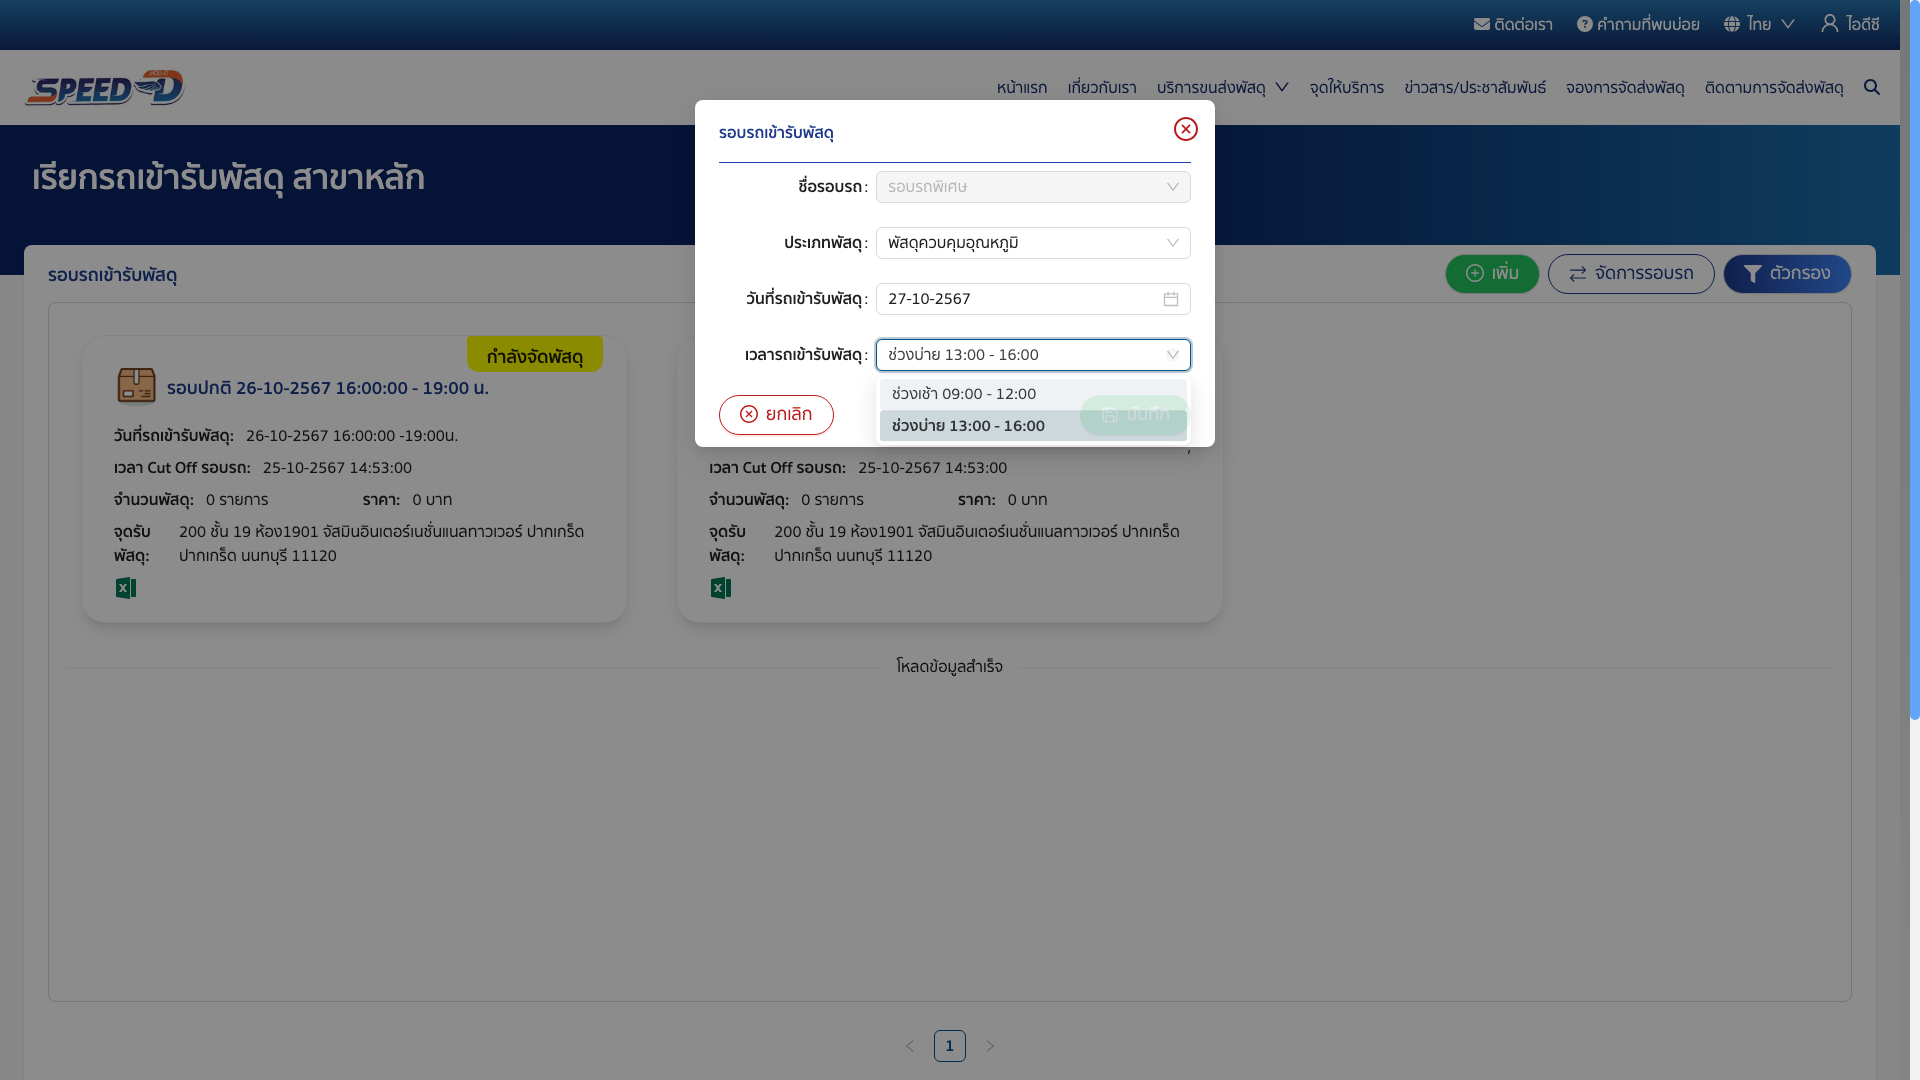 ติดต่อเรา
คำถามที่พบบ่อย
ไทย
ไอดีซี
SPEED-D
หน้าแรก
เกี่ยวกับเรา
บริการขนส่งพัสดุ
จุดให้บริการ
ข่าวสาร/ประชาสัมพันธ์
จองการจัดส่งพัสดุ
ติดตามการจัดส่งพัสดุ
เรียกรถเข้ารับพัสดุ สาขาหลัก
รอบรถเข้ารับพัสดุ
เพิ่ม
จัดการรอบรถ
ตัวกรอง
รอบรถเข้ารับพัสดุ
ชื่อรอบรถ: รอบรถพิเศษ
ประเภทพัสดุ: พัสดุควบคุมอุณหภูมิ
วันที่รถเข้ารับพัสดุ: 27-10-2567
เวลารถเข้ารับพัสดุ: ช่วงบ่าย 13:00 - 16:00
ช่วงเช้า 09:00 - 12:00
ช่วงบ่าย 13:00 - 16:00
ยกเลิก
บันทึก
กำลังจัดพัสดุ
รอบปกติ 26-10-2567 16:00:00 - 19:00 น.
วันที่รถเข้ารับพัสดุ: 26-10-2567 16:00:00 -19:00น.
เวลา Cut Off รอบรถ: 25-10-2567 14:53:00
จำนวนพัสดุ: 0 รายการ ราคา: 0 บาท
จุดรับ 200 ชั้น 19 ห้อง1901 จัสมินอินเตอร์เนชั่นแนลทาวเวอร์ ปากเกร็ด
พัสดุ: ปากเกร็ด นนทบุรี 11120
เวลา Cut Off รอบรถ: 25-10-2567 14:53:00
จำนวนพัสดุ: 0 รายการ ราคา: 0 บาท
จุดรับ 200 ชั้น 19 ห้อง1901 จัสมินอินเตอร์เนชั่นแนลทาวเวอร์ ปากเกร็ด
พัสดุ: ปากเกร็ด นนทบุรี 11120
โหลดข้อมูลสำเร็จ
1